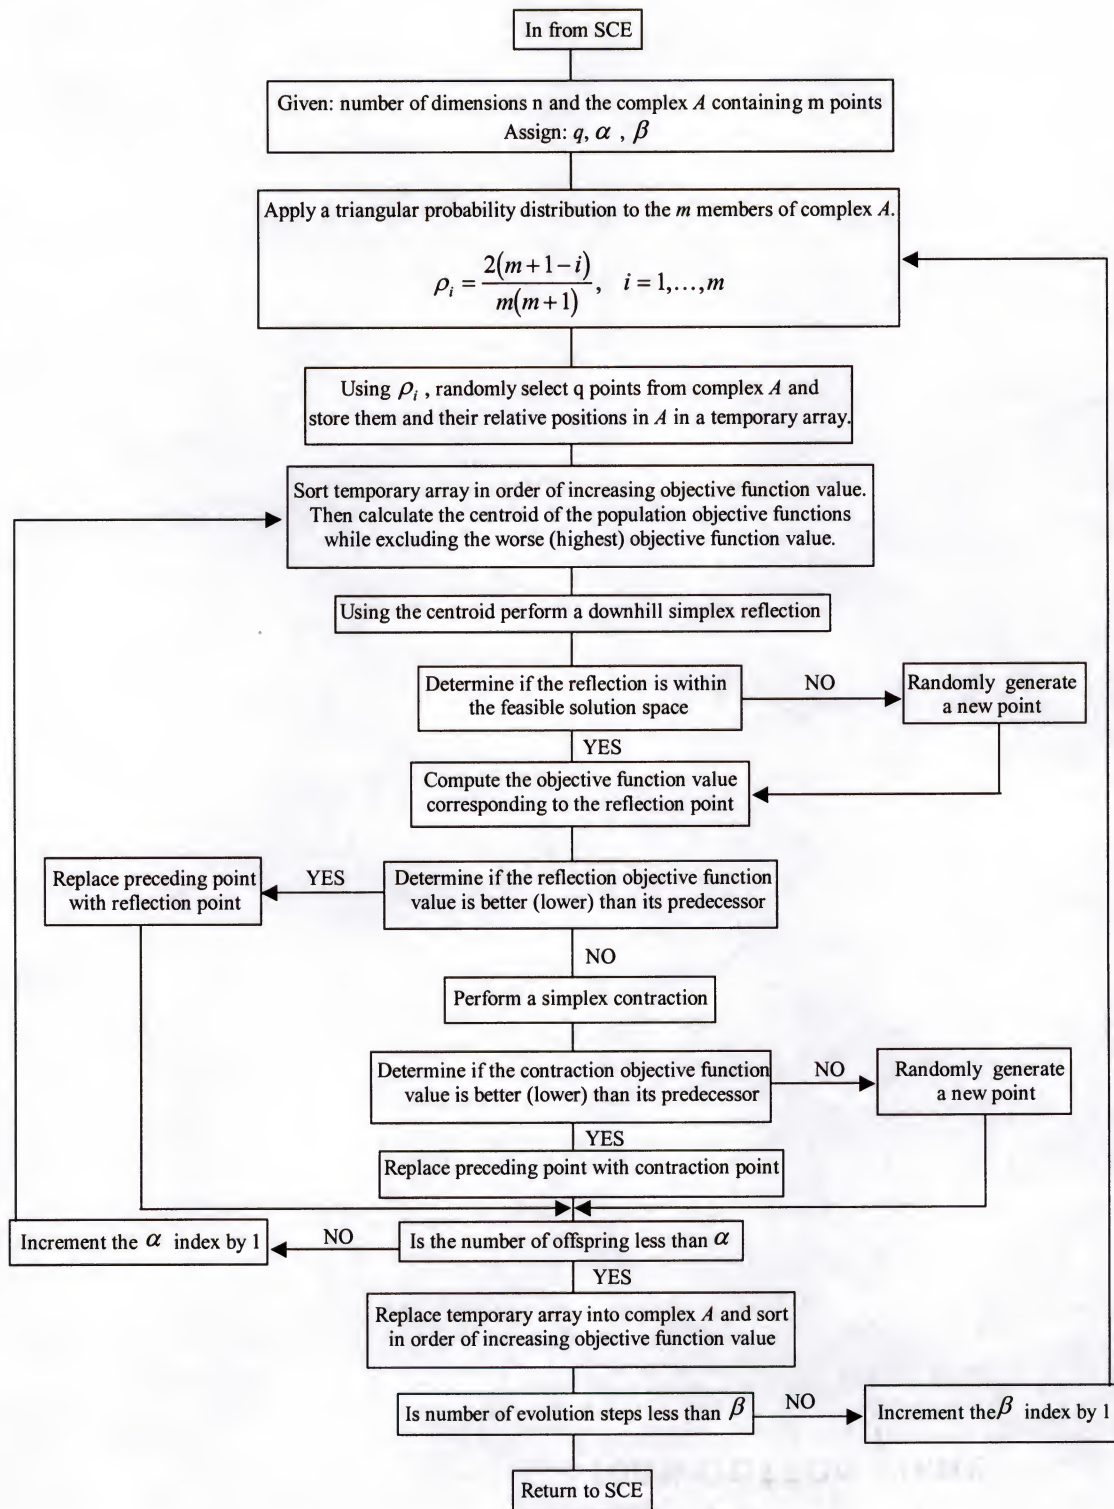 In from SCE
Given: number of dimensions n and the complex A containing m points
Assign: q, α , β
Apply a triangular probability distribution to the m members of complex A.
ρi = 2(m+1−i) / m(m+1), i = 1,…,m
Using ρi , randomly select q points from complex A and
store them and their relative positions in A in a temporary array.
Sort temporary array in order of increasing objective function value.
Then calculate the centroid of the population objective functions
while excluding the worse (highest) objective function value.
Using the centroid perform a downhill simplex reflection
Determine if the reflection is within
the feasible solution space
NO
Randomly generate
a new point
YES
Compute the objective function value
corresponding to the reflection point
Replace preceding point
with reflection point
YES
Determine if the reflection objective function
value is better (lower) than its predecessor
NO
Perform a simplex contraction
Determine if the contraction objective function
value is better (lower) than its predecessor
NO
Randomly generate
a new point
YES
Replace preceding point with contraction point
Increment the α index by 1
NO
Is the number of offspring less than α
YES
Replace temporary array into complex A and sort
in order of increasing objective function value
Is number of evolution steps less than β
NO
Increment the β index by 1
Return to SCE